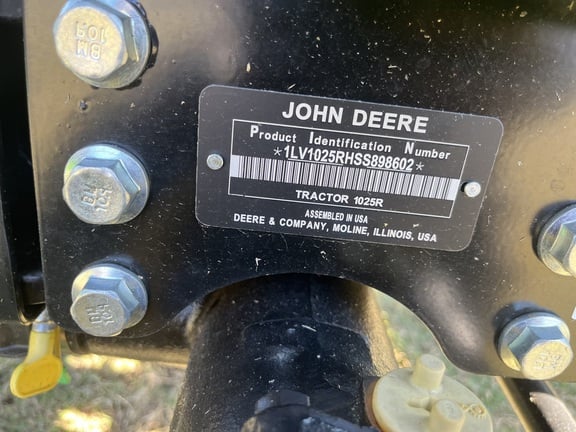 JOHN DEERE
Product Identification Number
*1LV1025RHSS898602*
TRACTOR 1025R
ASSEMBLED IN USA
DEERE & COMPANY, MOLINE, ILLINOIS, USA